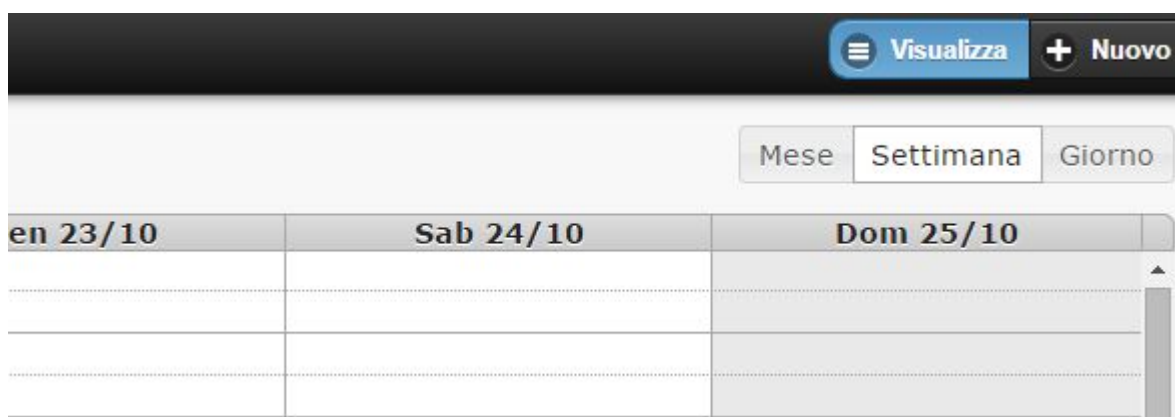 Visualizza Nuovo
Mese Settimana Giorno
en 23/10 Sab 24/10 Dom 25/10